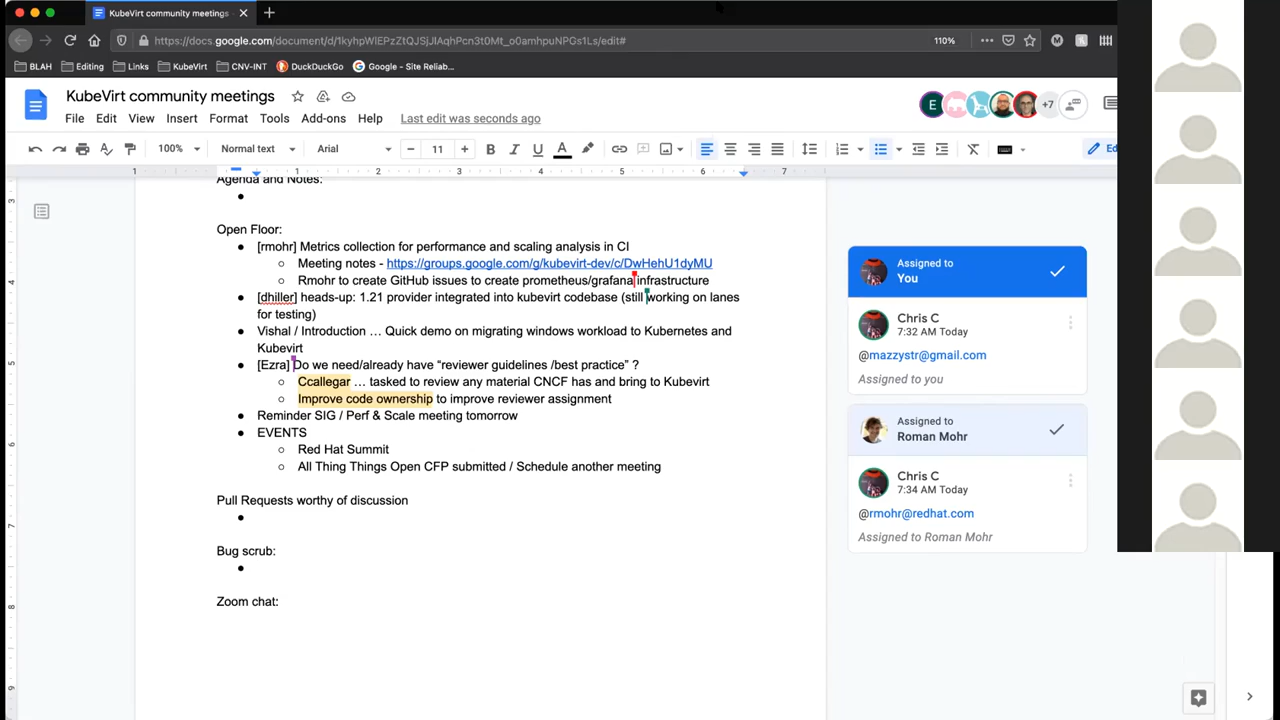 KubeVirt community meetings -
https://docs.google.com/document/d/1kyhpWlEPzZtQJSjJlAqhPcn3t0Mt_o0amhpuNPGs1Ls/edit#
110%
BLAH
Editing
Links
KubeVirt
CNV-INT
DuckDuckGo
Google - Site Reliab...
KubeVirt community meetings
File Edit View Insert Format Tools Add-ons Help Last edit was seconds ago
+7
100% Normal text Arial 11
Agenda and Notes:
Open Floor:
[rmohr] Metrics collection for performance and scaling analysis in CI
Meeting notes - https://groups.google.com/g/kubevirt-dev/c/DwHehU1dyMU
Rmohr to create GitHub issues to create prometheus/grafana infrastructure
[dhiller] heads-up: 1.21 provider integrated into kubevirt codebase (still working on lanes
for testing)
Vishal / Introduction … Quick demo on migrating windows workload to Kubernetes and
Kubevirt
[Ezra] Do we need/already have “reviewer guidelines /best practice” ?
Ccallegar … tasked to review any material CNCF has and bring to Kubevirt
Improve code ownership to improve reviewer assignment
Reminder SIG / Perf & Scale meeting tomorrow
EVENTS
Red Hat Summit
All Thing Things Open CFP submitted / Schedule another meeting
Pull Requests worthy of discussion
Bug scrub:
Zoom chat:
Assigned to
You
Chris C
7:32 AM Today
@mazzystr@gmail.com
Assigned to you
Assigned to
Roman Mohr
Chris C
7:34 AM Today
@rmohr@redhat.com
Assigned to Roman Mohr